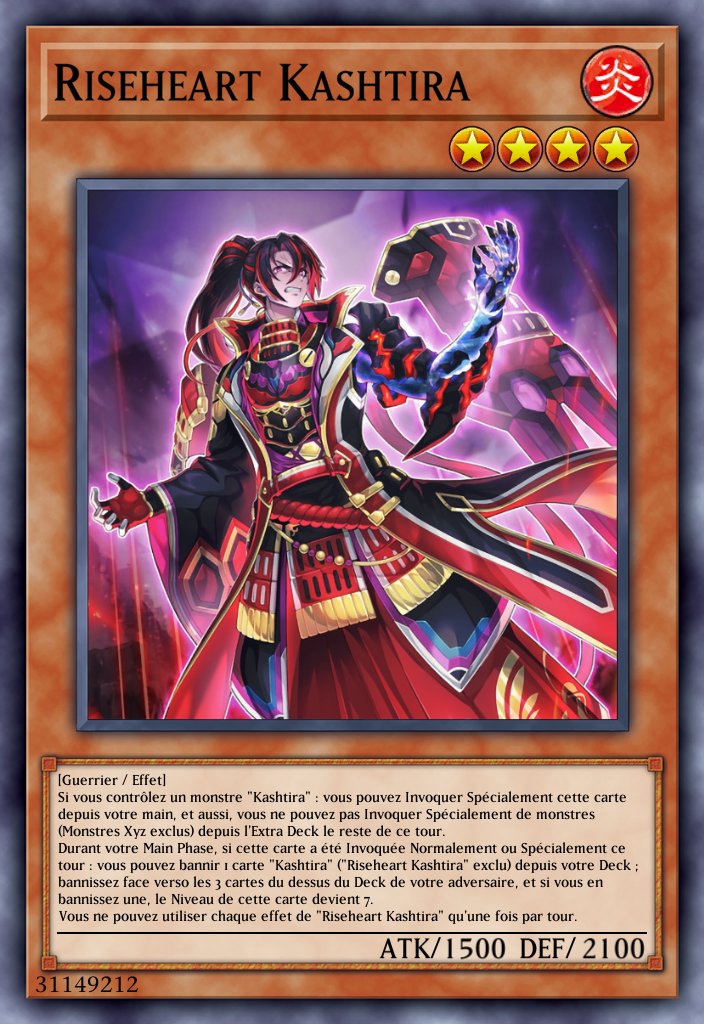 Riseheart Kashtira
炎
[Guerrier / Effet]
Si vous contrôlez un monstre "Kashtira" : vous pouvez Invoquer Spécialement cette carte
depuis votre main, et aussi, vous ne pouvez pas Invoquer Spécialement de monstres
(Monstres Xyz exclus) depuis l'Extra Deck le reste de ce tour.
Durant votre Main Phase, si cette carte a été Invoquée Normalement ou Spécialement ce
tour : vous pouvez bannir 1 carte "Kashtira" ("Riseheart Kashtira" exclu) depuis votre Deck ;
bannissez face verso les 3 cartes du dessus du Deck de votre adversaire, et si vous en
bannissez une, le Niveau de cette carte devient 7.
Vous ne pouvez utiliser chaque effet de "Riseheart Kashtira" qu'une fois par tour.
ATK/1500 DEF/ 2100
31149212